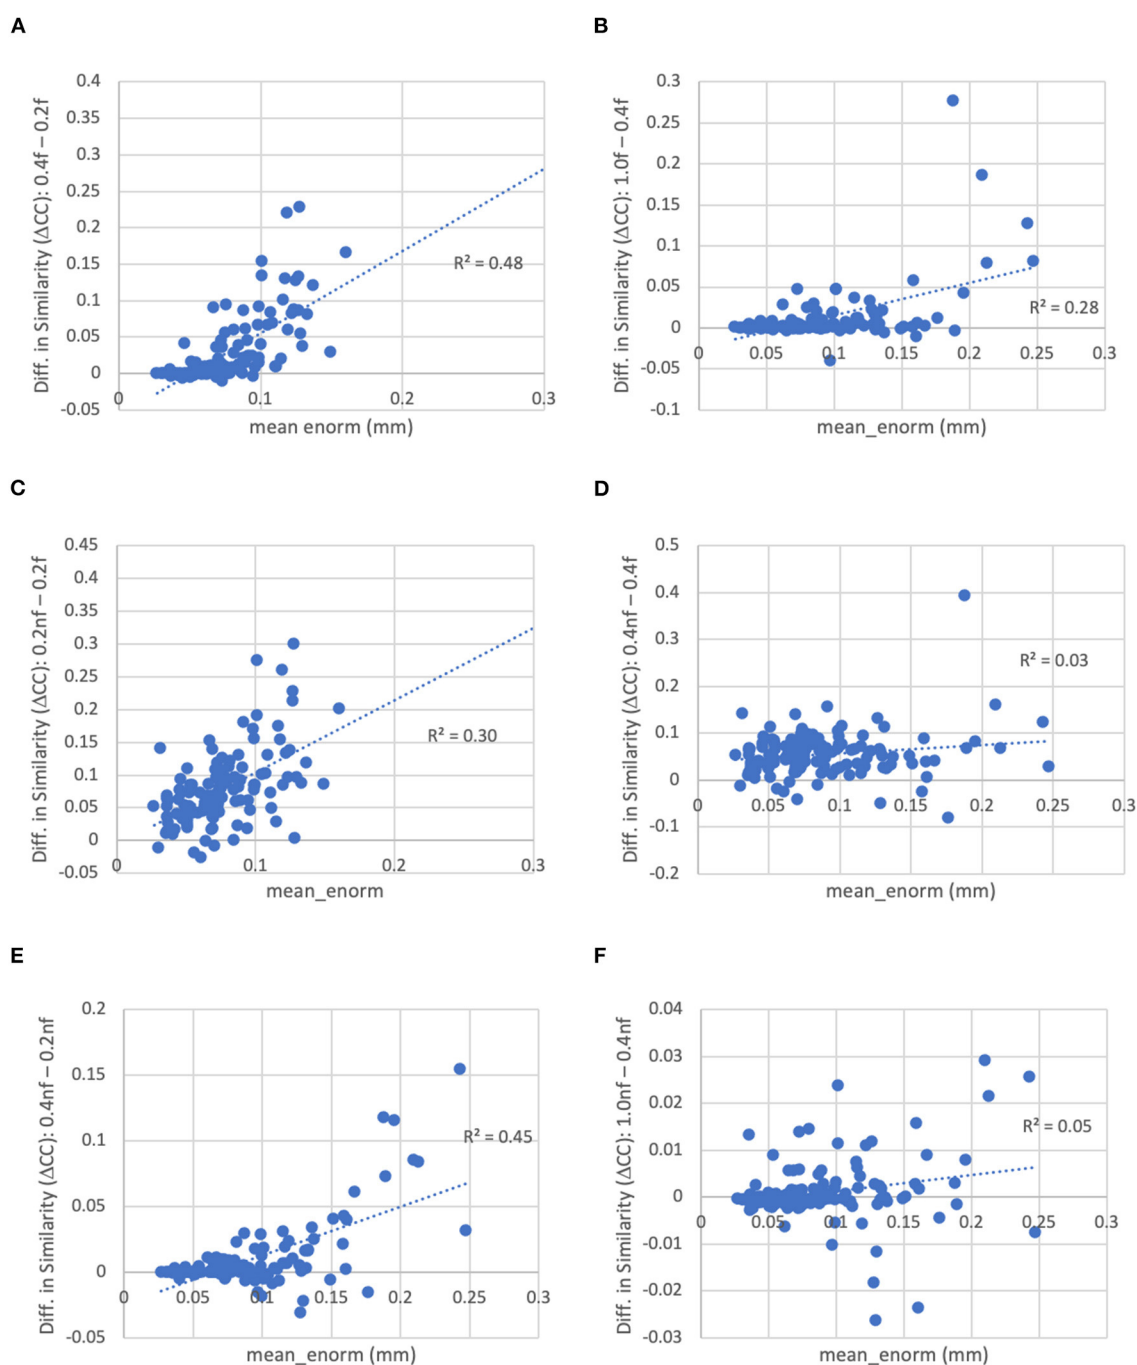 A
Diff. in Similarity (ΔCC): 0.4f – 0.2f
0.4
0.35
0.3
0.25
0.2
0.15
0.1
0.05
0
-0.05
0 0.1 0.2 0.3
R² = 0.48
mean enorm (mm)
B
Diff. in Similarity (ΔCC): 1.0f – 0.4f
0.3
0.25
0.2
0.15
0.1
0.05
0
-0.05
-0.1
0 0.05 0.1 0.15 0.2 0.25 0.3
R² = 0.28
mean_enorm (mm)
C
Diff. in Similarity (ΔCC): 0.2nf – 0.2f
0.45
0.4
0.35
0.3
0.25
0.2
0.15
0.1
0.05
0
-0.05
0 0.1 0.2 0.3
R² = 0.30
mean_enorm
D
Diff. in Similarity (ΔCC): 0.4nf – 0.4f
0.5
0.4
0.3
0.2
0.1
0
-0.1
-0.2
0 0.05 0.1 0.15 0.2 0.25 0.3
R² = 0.03
mean_enorm (mm)
E
Diff. in Similarity (ΔCC): 0.4nf – 0.2nf
0.2
0.15
0.1
0.05
0
-0.05
0 0.05 0.1 0.15 0.2 0.25 0.3
R² = 0.45
mean_enorm (mm)
F
Diff. in Similarity (ΔCC): 1.0nf – 0.4nf
0.04
0.03
0.02
0.01
0
-0.01
-0.02
-0.03
0 0.05 0.1 0.15 0.2 0.25 0.3
R² = 0.05
mean_enorm (mm)